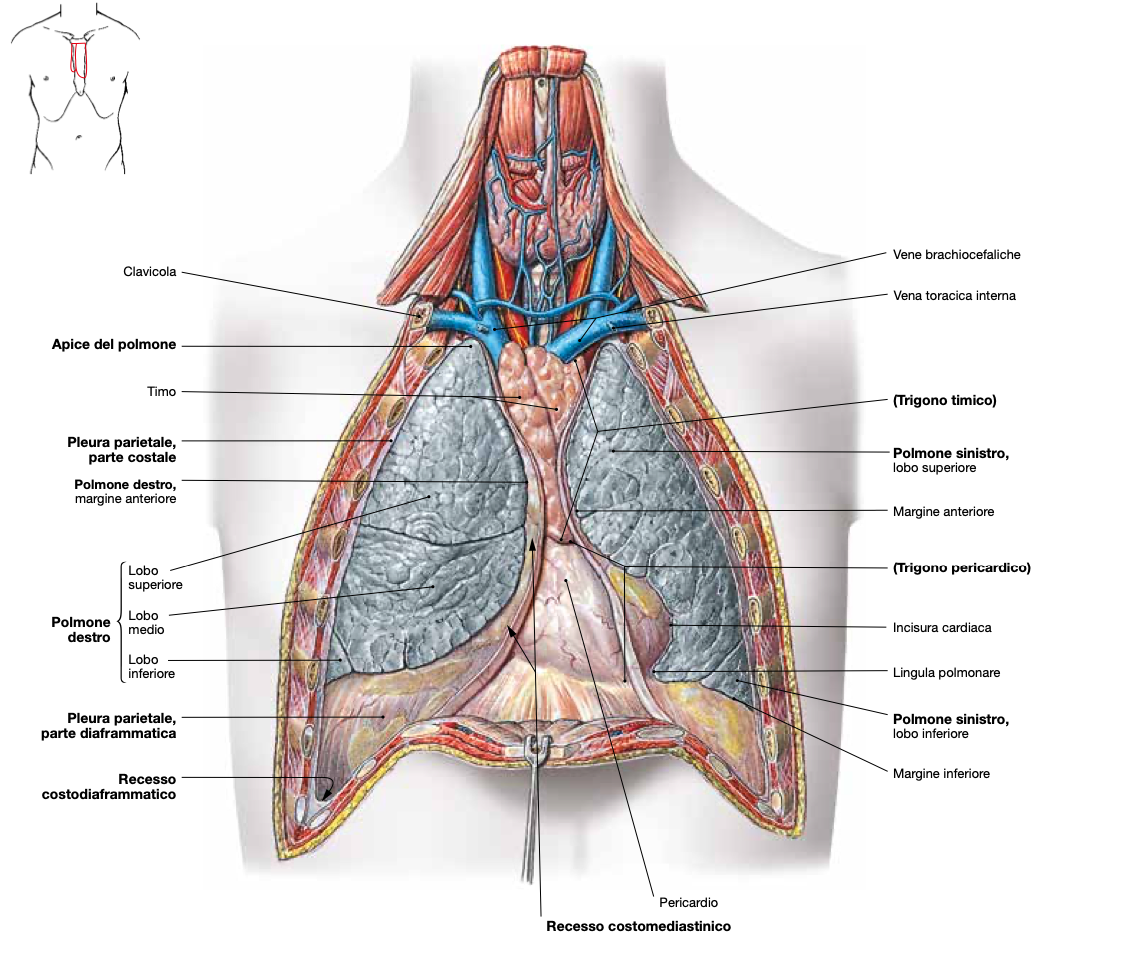 Clavicola
Apice del polmone
Timo
Pleura parietale,
parte costale
Polmone destro,
margine anteriore
Lobo
superiore
Polmone
destro
Lobo
medio
Lobo
inferiore
Pleura parietale,
parte diaframmatica
Recesso
costodiaframmatico
Vene brachiocefaliche
Vena toracica interna
(Trigono timico)
Polmone sinistro,
lobo superiore
Margine anteriore
(Trigono pericardico)
Incisura cardiaca
Lingula polmonare
Polmone sinistro,
lobo inferiore
Margine inferiore
Pericardio
Recesso costomediastinico